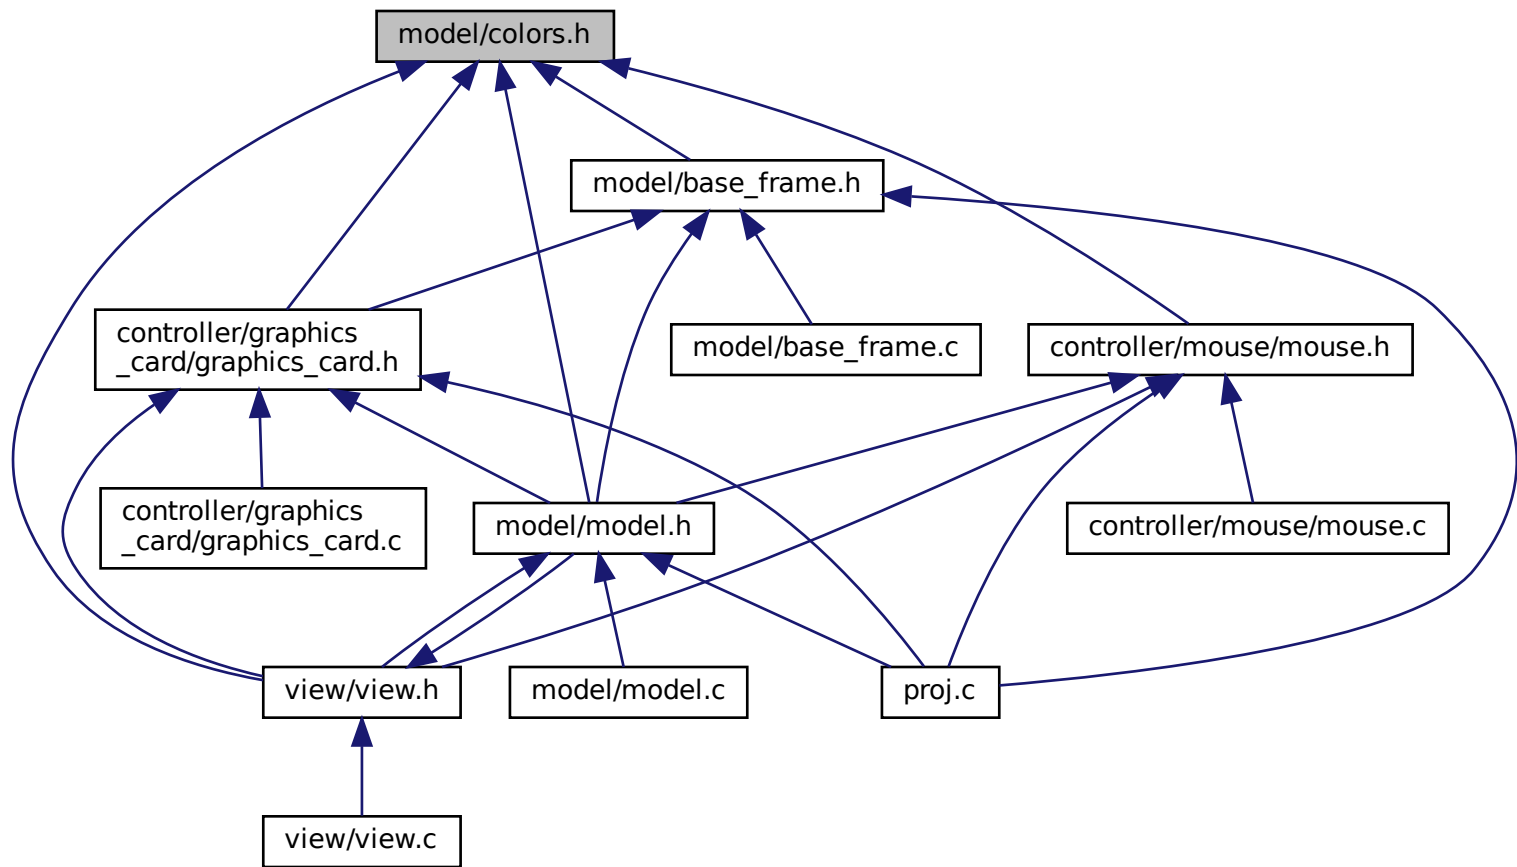 model/colors.h
model/base_frame.h
controller/graphics
_card/graphics_card.h
model/base_frame.c
controller/mouse/mouse.h
controller/graphics
_card/graphics_card.c
model/model.h
controller/mouse/mouse.c
view/view.h
model/model.c
proj.c
view/view.c